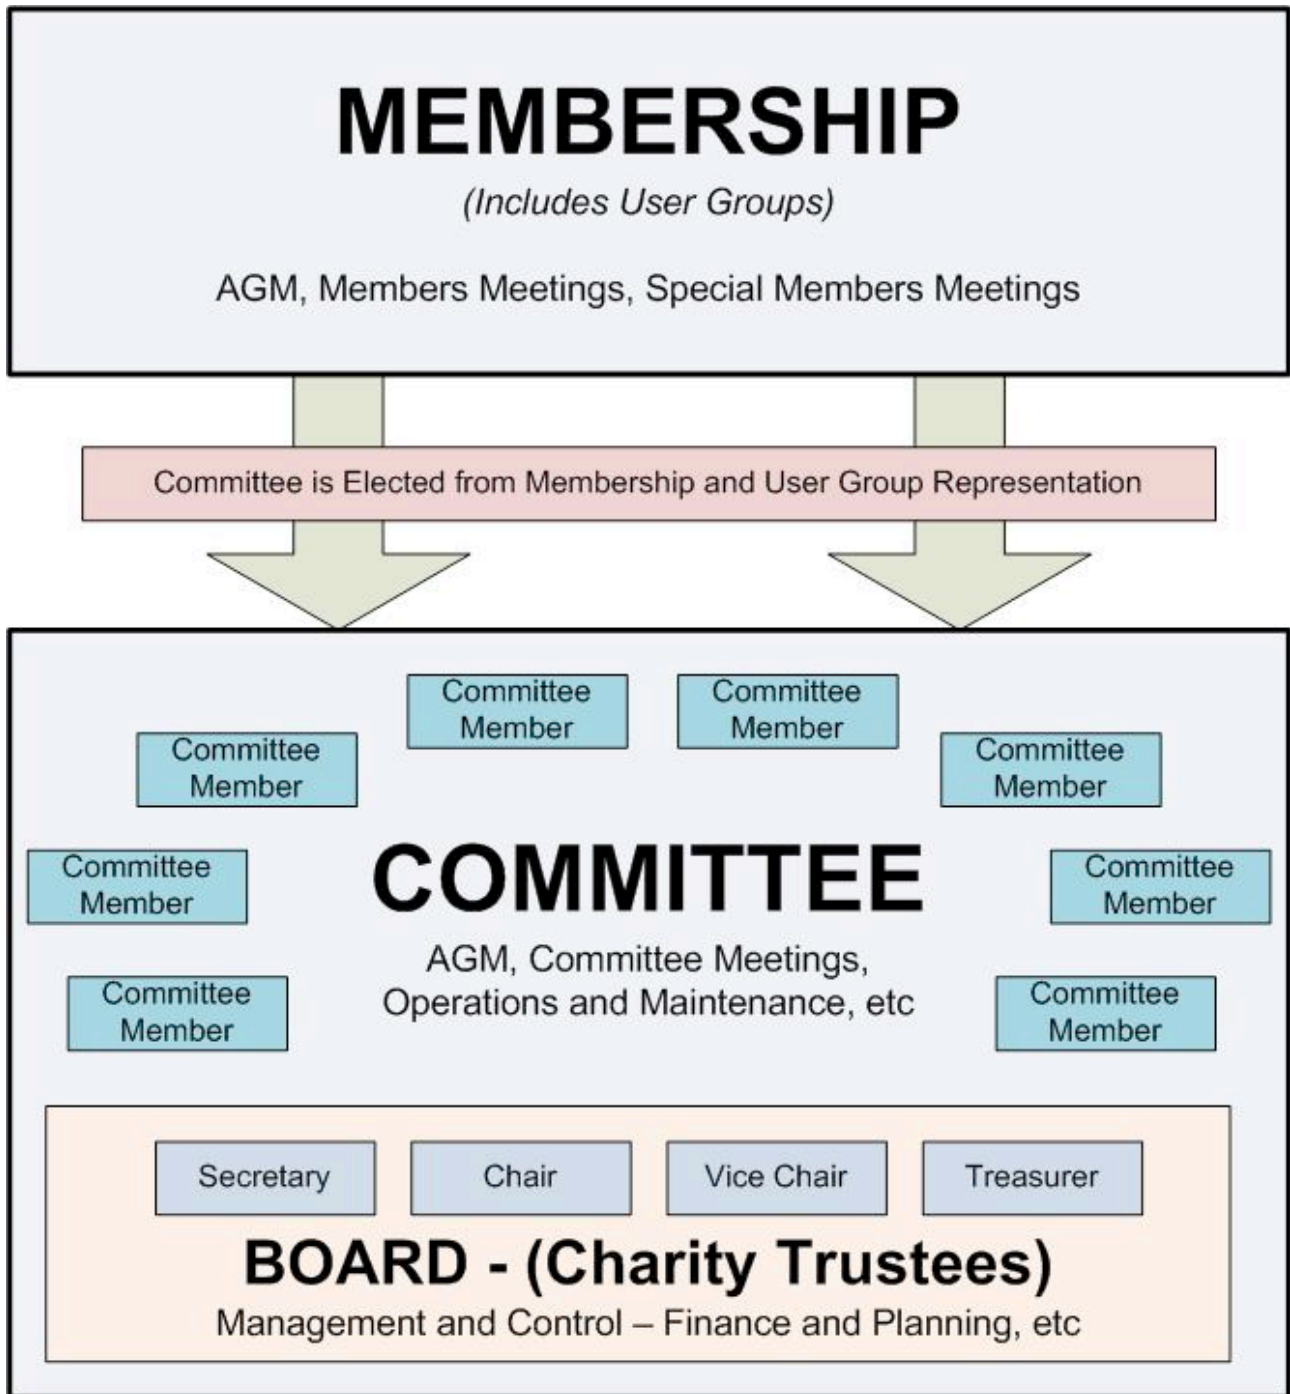 MEMBERSHIP
(Includes User Groups)
AGM, Members Meetings, Special Members Meetings
Committee is Elected from Membership and User Group Representation
Committee
Member
Committee
Member
Committee
Member
Committee
Member
Committee
Member
Committee
Member
COMMITTEE
AGM, Committee Meetings,
Operations and Maintenance, etc
Committee
Member
Committee
Member
Secretary
Chair
Vice Chair
Treasurer
BOARD - (Charity Trustees)
Management and Control – Finance and Planning, etc